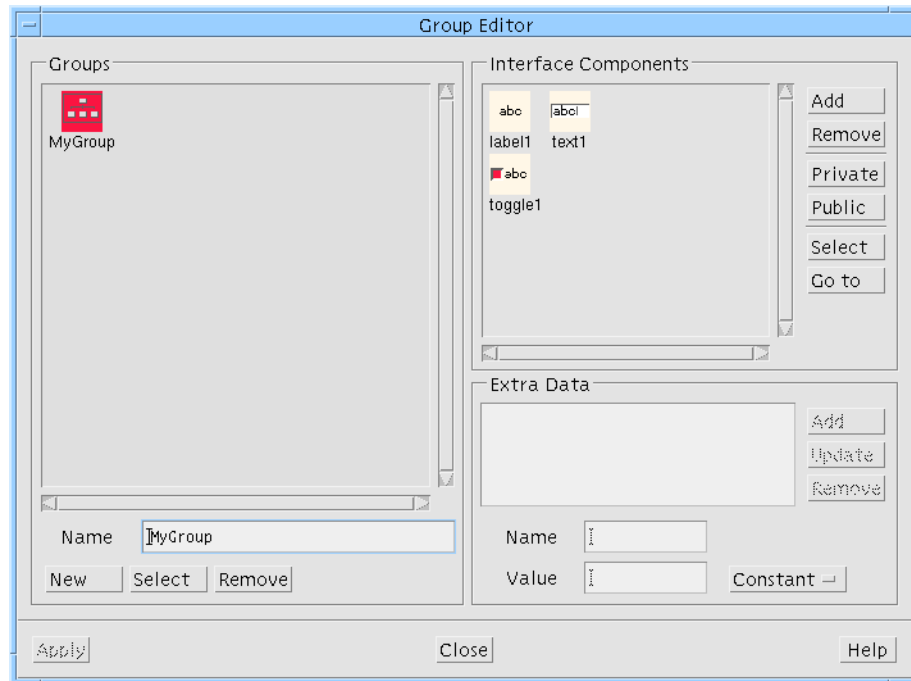 Group Editor
Groups
MyGroup
Name MyGroup
New Select Remove
Interface Components
abc abc
label1 text1
abc
toggle1
Add
Remove
Private
Public
Select
Go to
Extra Data
Add
Update
Remove
Name
Value Constant
Apply Close Help